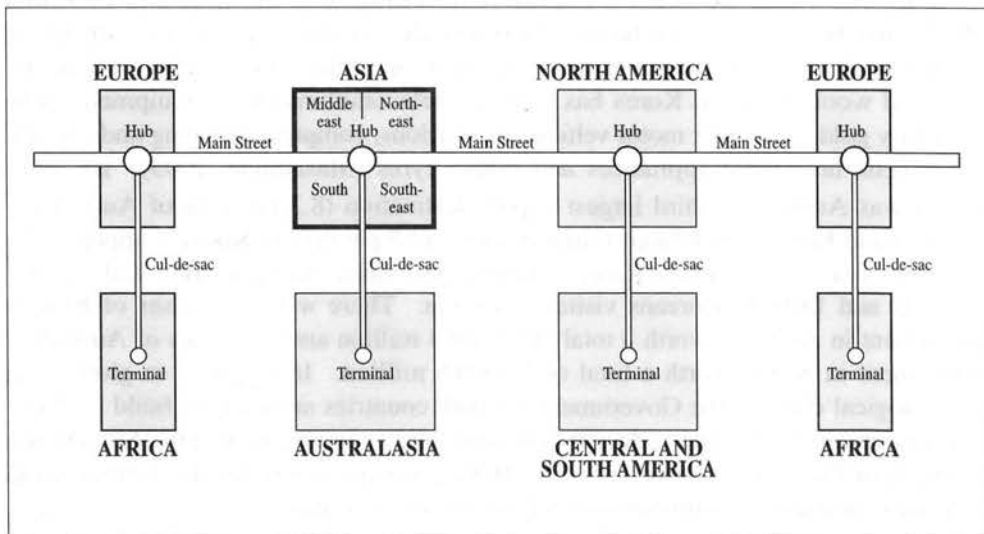 EUROPE ASIA NORTH AMERICA EUROPE
Middle east North-east
Hub Hub Hub Hub
Main Street Main Street Main Street
South South-east
Cul-de-sac Cul-de-sac Cul-de-sac Cul-de-sac
Terminal Terminal Terminal Terminal
AFRICA AUSTRALASIA CENTRAL AND SOUTH AMERICA AFRICA